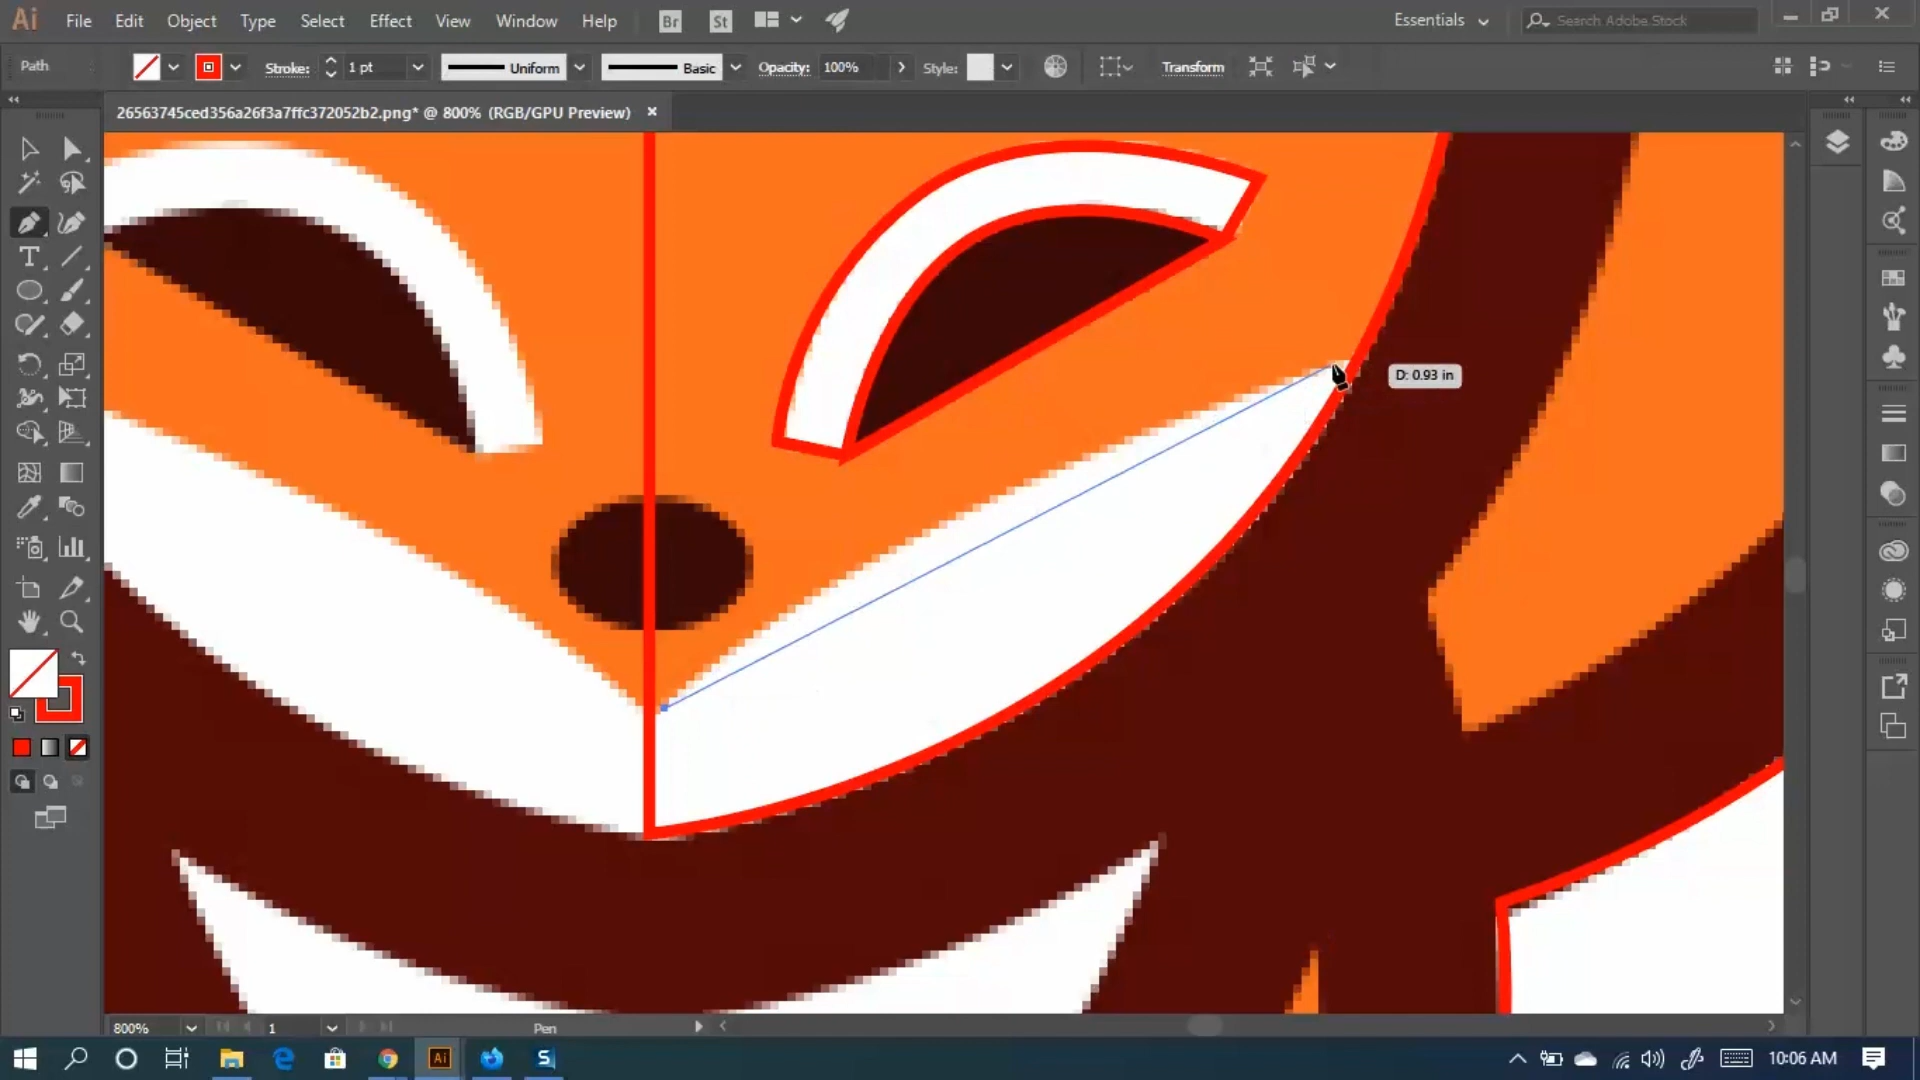 Ai File Edit Object Type Select Effect View Window Help Br St Essentials Search Adobe Stock
Path Stroke: 1 pt Uniform Basic Opacity: 100% Style: Transform
26563745ced356a26f3a7ffc372052b2.png* @ 800% (RGB/GPU Preview)
D: 0.93 in
800% 1 Pen
Ai S 10:06 AM